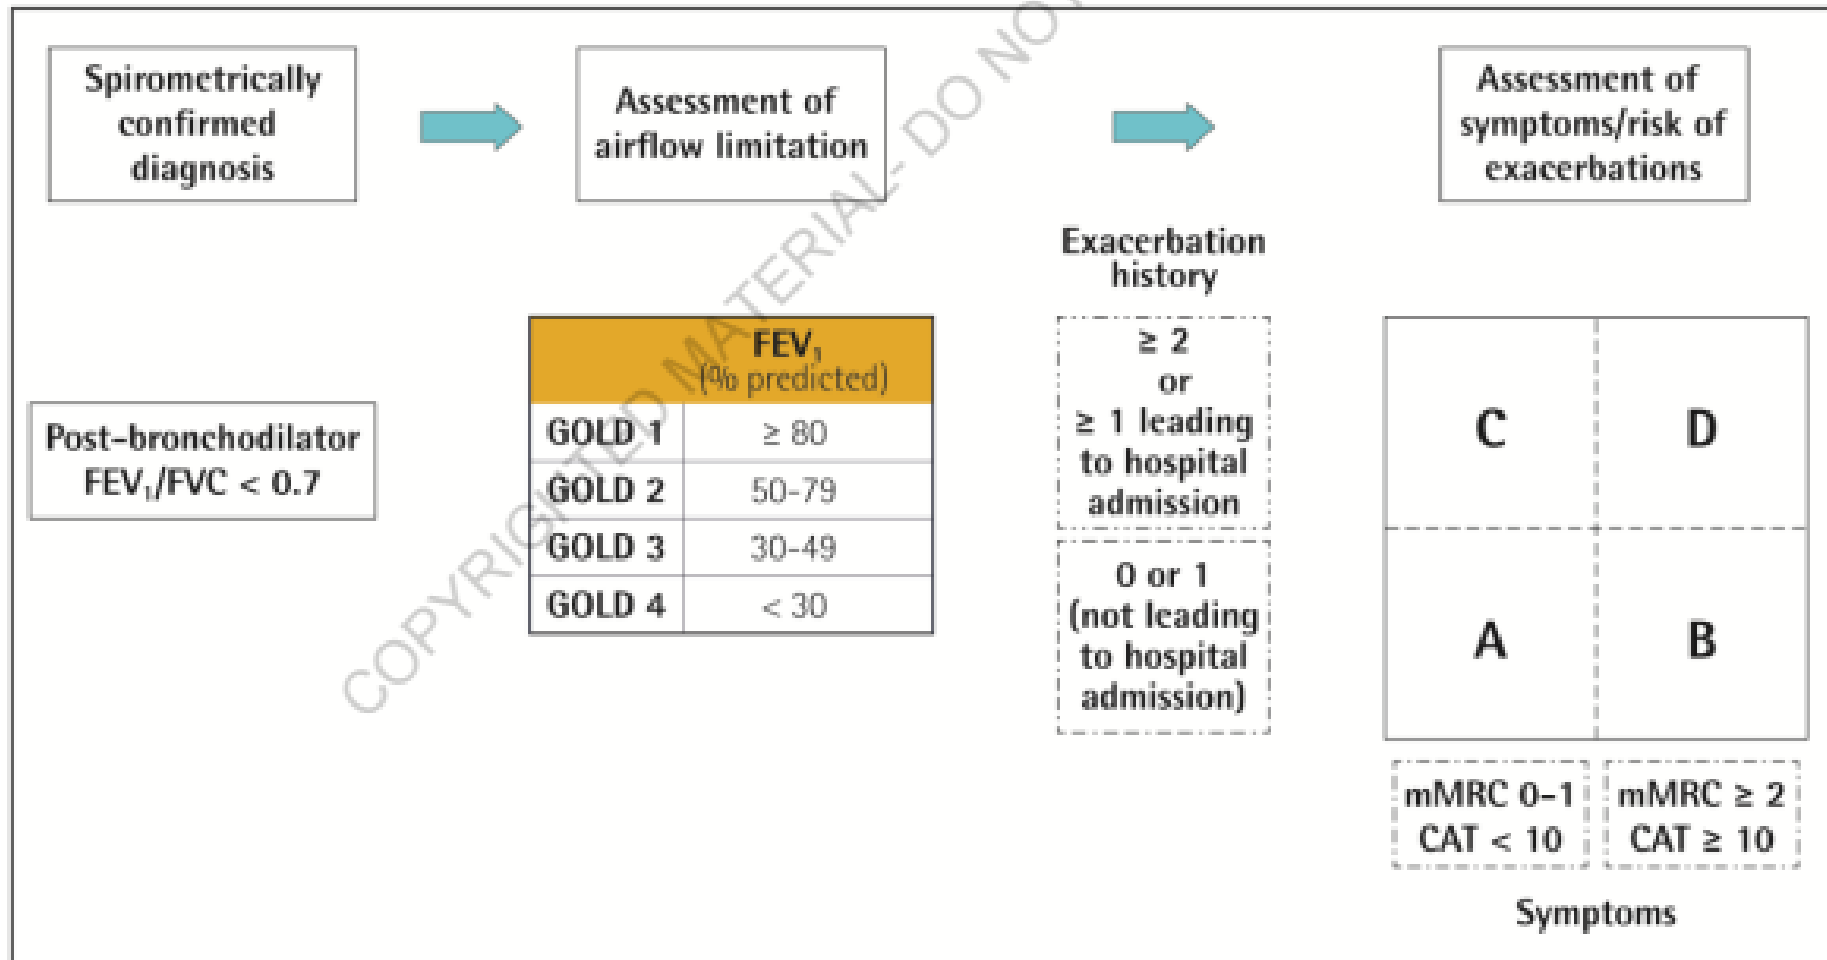 Spirometrically
confirmed
diagnosis
Assessment of
airflow limitation
Assessment of
symptoms/risk of
exacerbations
Post-bronchodilator
FEV₁/FVC < 0.7
FEV₁
(% predicted)
GOLD 1 ≥ 80
GOLD 2 50-79
GOLD 3 30-49
GOLD 4 < 30
Exacerbation
history
≥ 2
or
≥ 1 leading
to hospital
admission
0 or 1
(not leading
to hospital
admission)
C D
A B
mMRC 0-1
CAT < 10
mMRC ≥ 2
CAT ≥ 10
Symptoms
COPYRIGHTED MATERIAL- DO NO